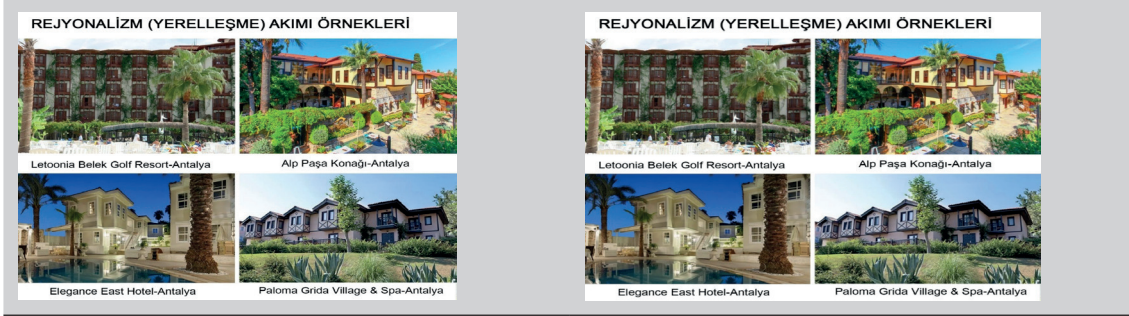 REJYONALİZM (YERELLEŞME) AKIMI ÖRNEKLERİ
Letoonia Belek Golf Resort-Antalya
Alp Paşa Konağı-Antalya
Elegance East Hotel-Antalya
Paloma Grida Village & Spa-Antalya
REJYONALİZM (YERELLEŞME) AKIMI ÖRNEKLERİ
Letoonia Belek Golf Resort-Antalya
Alp Paşa Konağı-Antalya
Elegance East Hotel-Antalya
Paloma Grida Village & Spa-Antalya